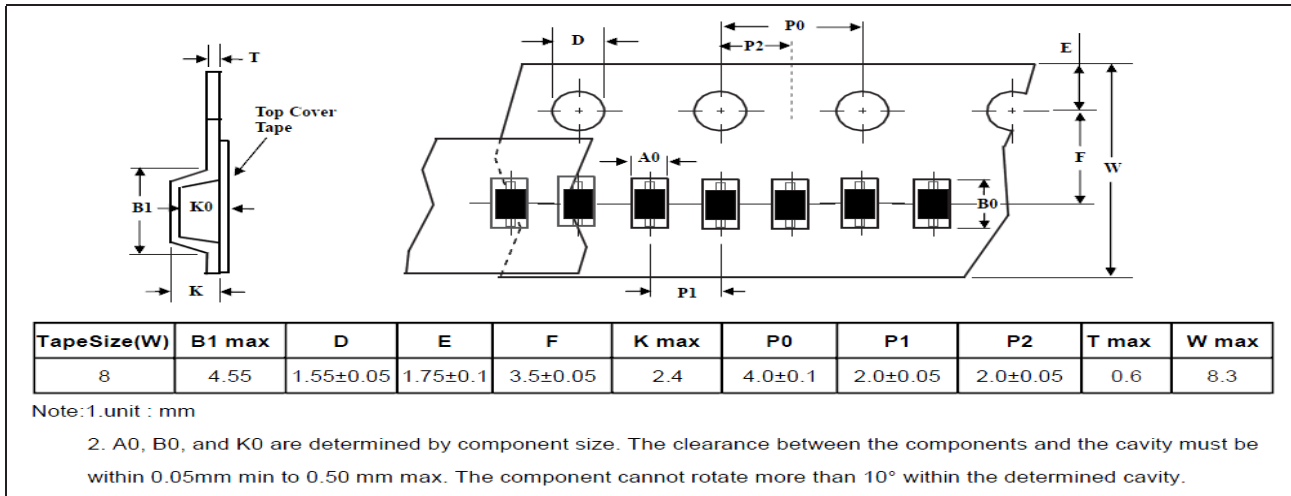 P0
D
P2
E
T
Top Cover
Tape
A0
F
W
B1
K0
B0
K
P1
TapeSize(W) B1 max D E F K max P0 P1 P2 T max W max
8 4.55 1.55±0.05 1.75±0.1 3.5±0.05 2.4 4.0±0.1 2.0±0.05 2.0±0.05 0.6 8.3
Note:1.unit : mm
2. A0, B0, and K0 are determined by component size. The clearance between the components and the cavity must be
within 0.05mm min to 0.50 mm max. The component cannot rotate more than 10° within the determined cavity.